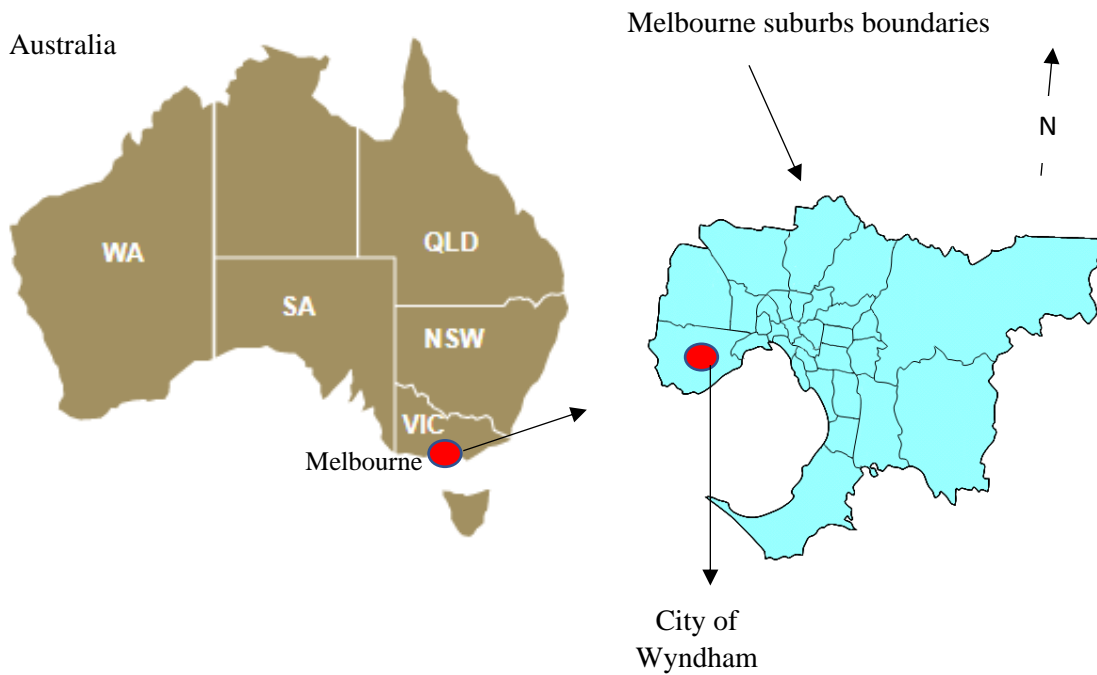 Australia
Melbourne suburbs boundaries
N
WA
QLD
SA
NSW
VIC
Melbourne
City of
Wyndham